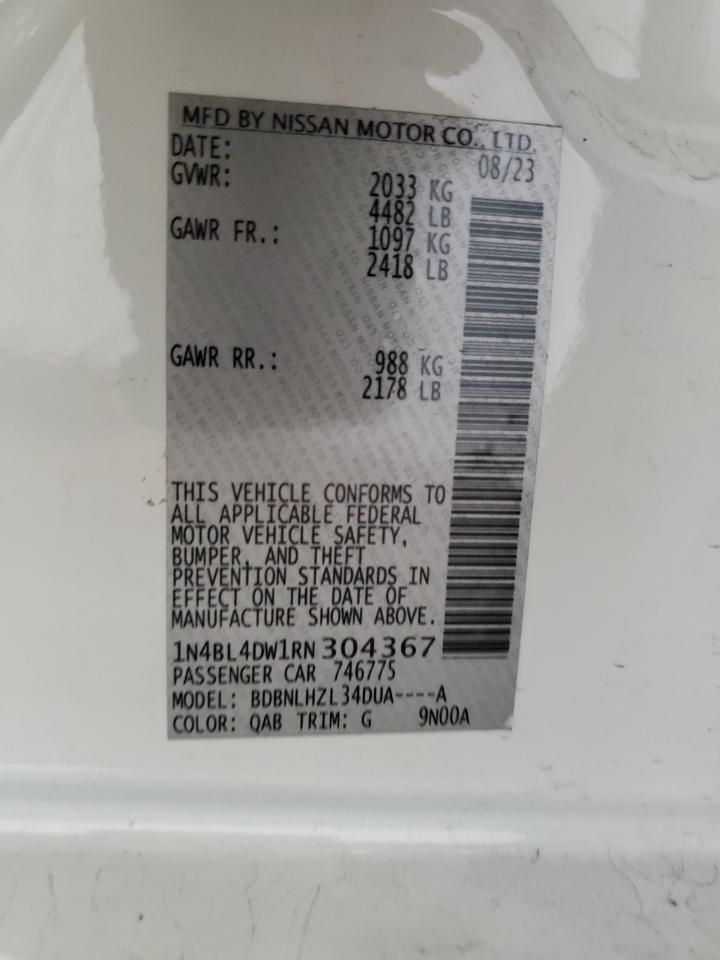 MFD BY NISSAN MOTOR CO., LTD.
DATE: 08/23
GVWR: 2033 KG
4482 LB
GAWR FR.: 1097 KG
2418 LB
GAWR RR.: 988 KG
2178 LB
THIS VEHICLE CONFORMS TO
ALL APPLICABLE FEDERAL
MOTOR VEHICLE SAFETY,
BUMPER, AND THEFT
PREVENTION STANDARDS IN
EFFECT ON THE DATE OF
MANUFACTURE SHOWN ABOVE.
1N4BL4DW1RN304367
PASSENGER CAR 746775
MODEL: BDBNLHZL34DUA----A
COLOR: QAB TRIM: G 9N00A